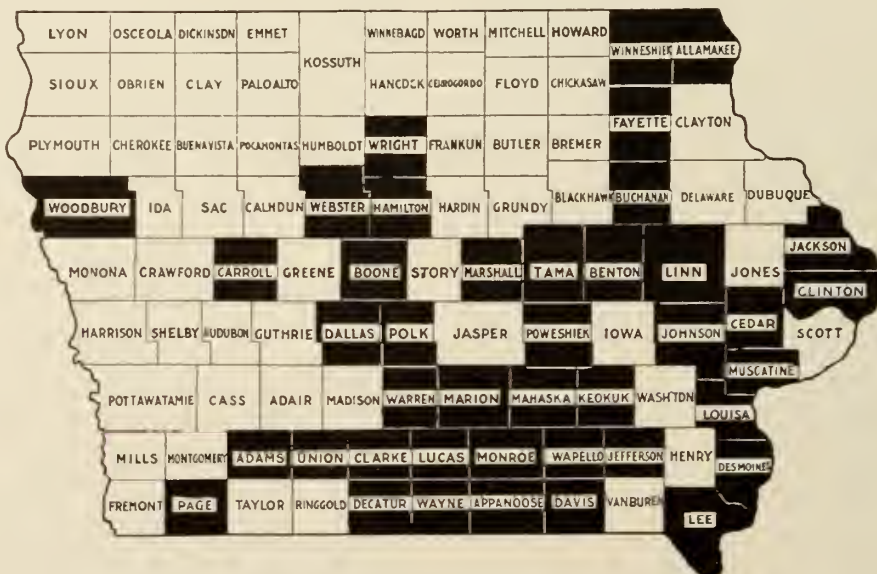 LYON OSCEOLA DICKINSON EMMET WINNEBAGO WORTH MITCHELL HOWARD
WINNESHIEK ALLAMAKEE
KOSSUTH
SIOUX OBRIEN CLAY PALO ALTO HANCOCK CERROGORDO FLOYD CHICKASAW
FAYETTE CLAYTON
PLYMOUTH CHEROKEE BUENAVISTA POCAHONTAS HUMBOLDT WRIGHT FRANKLIN BUTLER BREMER
WOODBURY IDA SAC CALHOUN WEBSTER HAMILTON HARDIN GRUNDY BLACKHAWK BUCHANAN DELAWARE DUBUQUE
JACKSON
MONONA CRAWFORD CARROLL GREENE BOONE STORY MARSHALL TAMA BENTON LINN JONES
CLINTON
HARRISON SHELBY AUDUBON GUTHRIE DALLAS POLK JASPER POWESHIEK IOWA JOHNSON CEDAR SCOTT
MUSCATINE
POTTAWATAMIE CASS ADAIR MADISON WARREN MARION MAHASKA KEOKUK WASH'TON
LOUISA
MILLS MONTGOMERY ADAMS UNION CLARKE LUCAS MONROE WAPELLO JEFFERSON HENRY
DESMOINES
FREMONT PAGE TAYLOR RINGGOLD DECATUR WAYNE APPANOOSE DAVIS VANBUREN
LEE